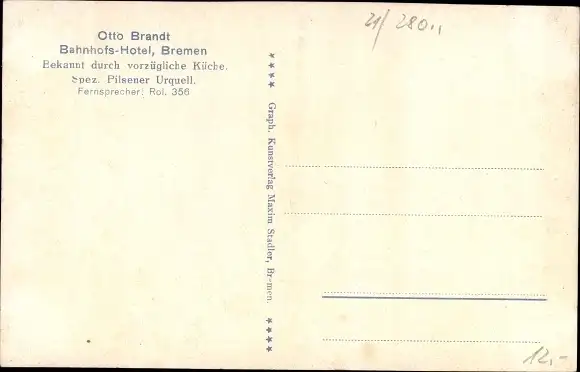 Otto Brandt
Bahnhofs-Hotel, Bremen
Bekannt durch vorzügliche Küche.
Spez. Pilsener Urquell.
Fernsprecher: Rol. 356
**** Graph. Kunstverlag Maxim Stadler, Bremen. ****
21/280..
12,-